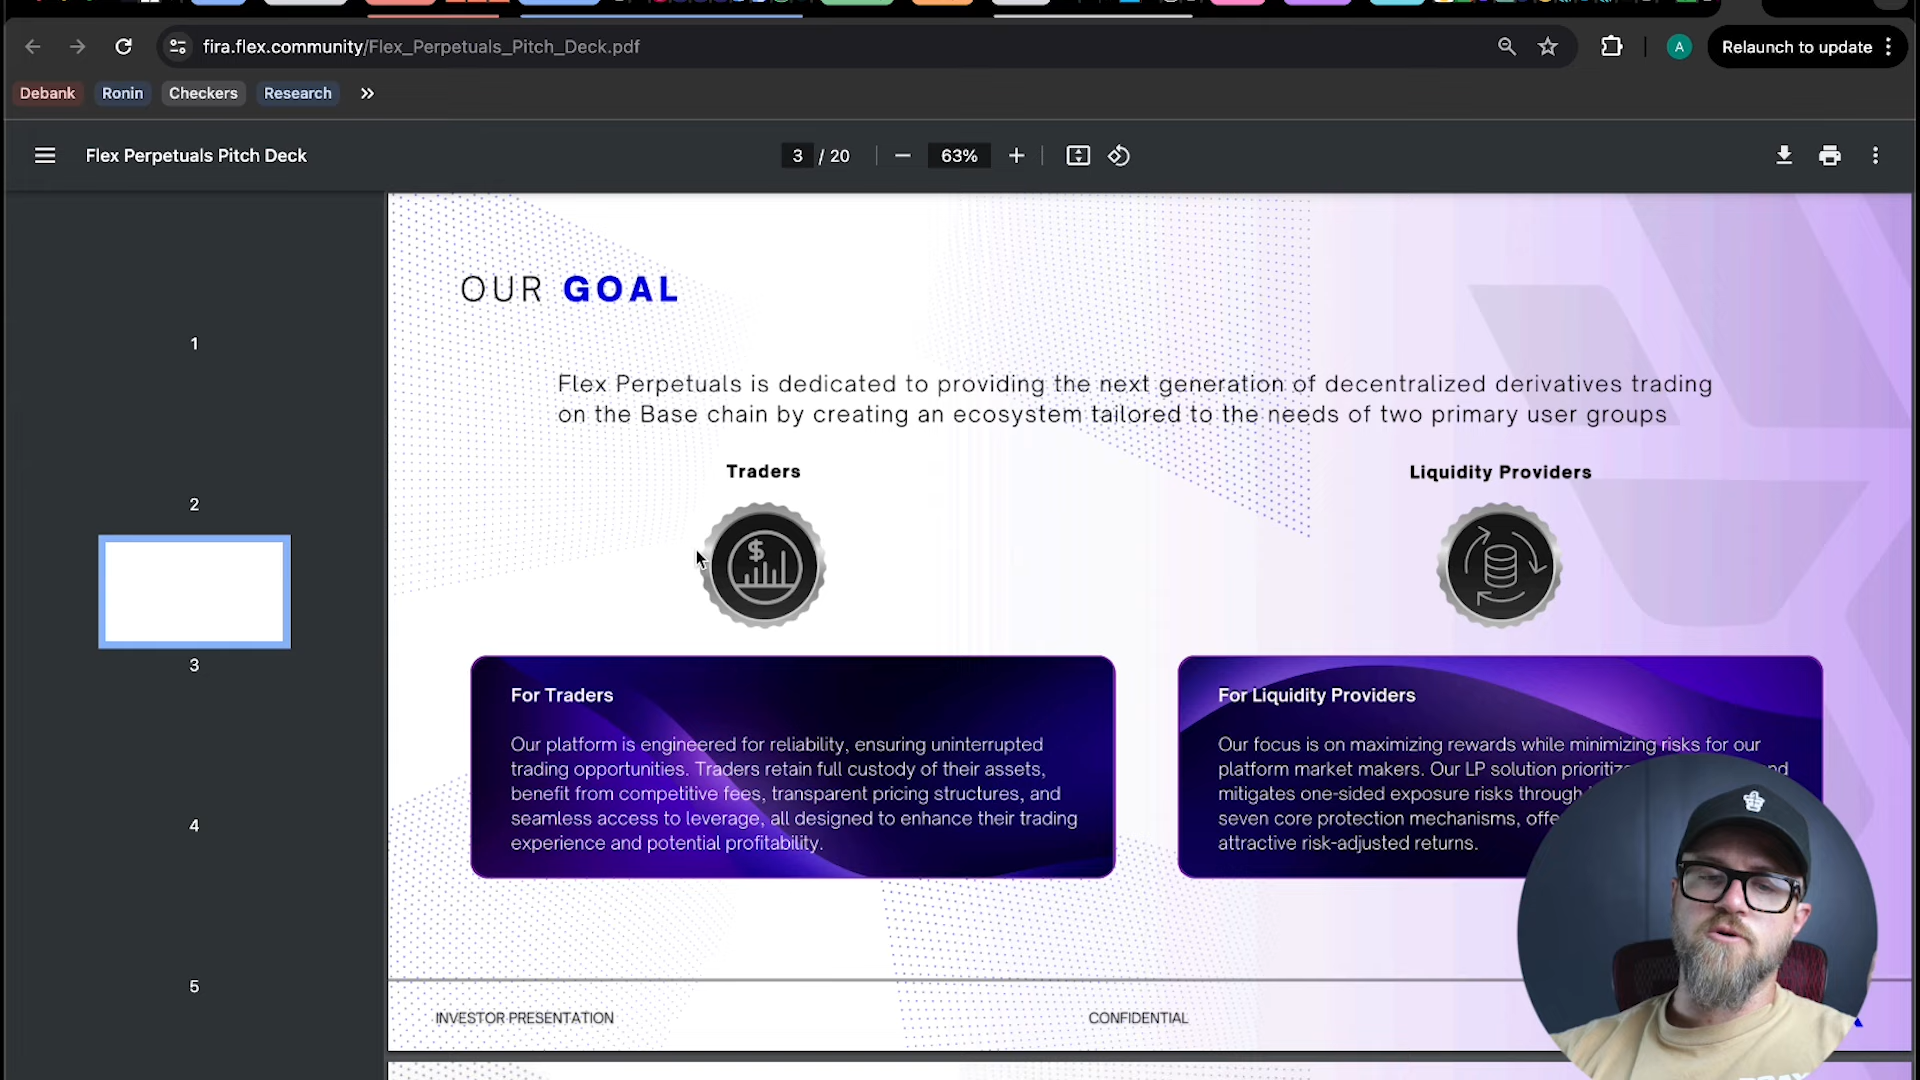 fira.flex.community/Flex_Perpetuals_Pitch_Deck.pdf
A
Relaunch to update
Debank
Ronin
Checkers
Research
Flex Perpetuals Pitch Deck
3 / 20
63%
1
2
3
4
5
OUR GOAL
Flex Perpetuals is dedicated to providing the next generation of decentralized derivatives trading
on the Base chain by creating an ecosystem tailored to the needs of two primary user groups
Traders
Liquidity Providers
$
For Traders
Our platform is engineered for reliability, ensuring uninterrupted
trading opportunities. Traders retain full custody of their assets,
benefit from competitive fees, transparent pricing structures, and
seamless access to leverage, all designed to enhance their trading
experience and potential profitability.
For Liquidity Providers
Our focus is on maximizing rewards while minimizing risks for our
platform market makers. Our LP solution
mitigates one-sided exposure risks through
seven core protection mechanisms,
attractive risk-adjusted returns.
INVESTOR PRESENTATION
CONFIDENTIAL